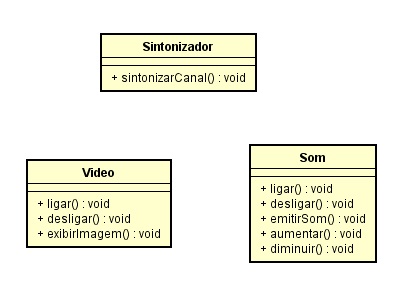 Sintonizador
+ sintonizarCanal() : void
Video
+ ligar() : void
+ desligar() : void
+ exibirImagem() : void
Som
+ ligar() : void
+ desligar() : void
+ emitirSom() : void
+ aumentar() : void
+ diminuir() : void